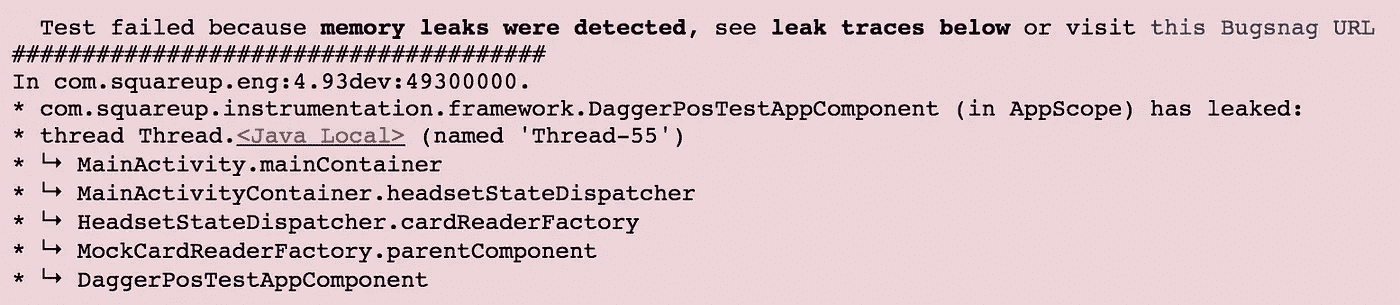 Test failed because memory leaks were detected, see leak traces below or visit this Bugsnag URL
######################################
In com.squareup.eng:4.93dev:49300000.
* com.squareup.instrumentation.framework.DaggerPosTestAppComponent (in AppScope) has leaked:
* thread Thread.<Java Local> (named 'Thread-55')
* ↳ MainActivity.mainContainer
* ↳ MainActivityContainer.headsetStateDispatcher
* ↳ HeadsetStateDispatcher.cardReaderFactory
* ↳ MockCardReaderFactory.parentComponent
* ↳ DaggerPosTestAppComponent